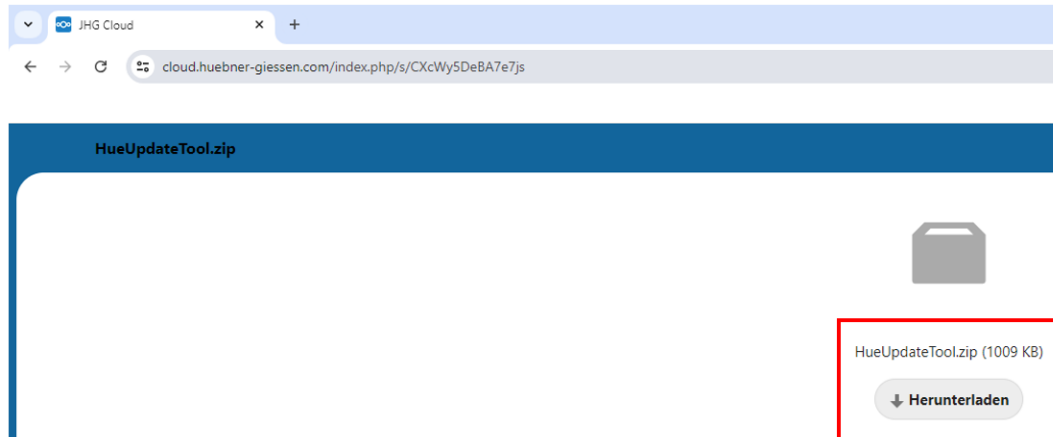 JHG Cloud
cloud.huebner-giessen.com/index.php/s/CXcWy5DeBA7e7js
HueUpdateTool.zip
HueUpdateTool.zip (1009 KB)
Herunterladen